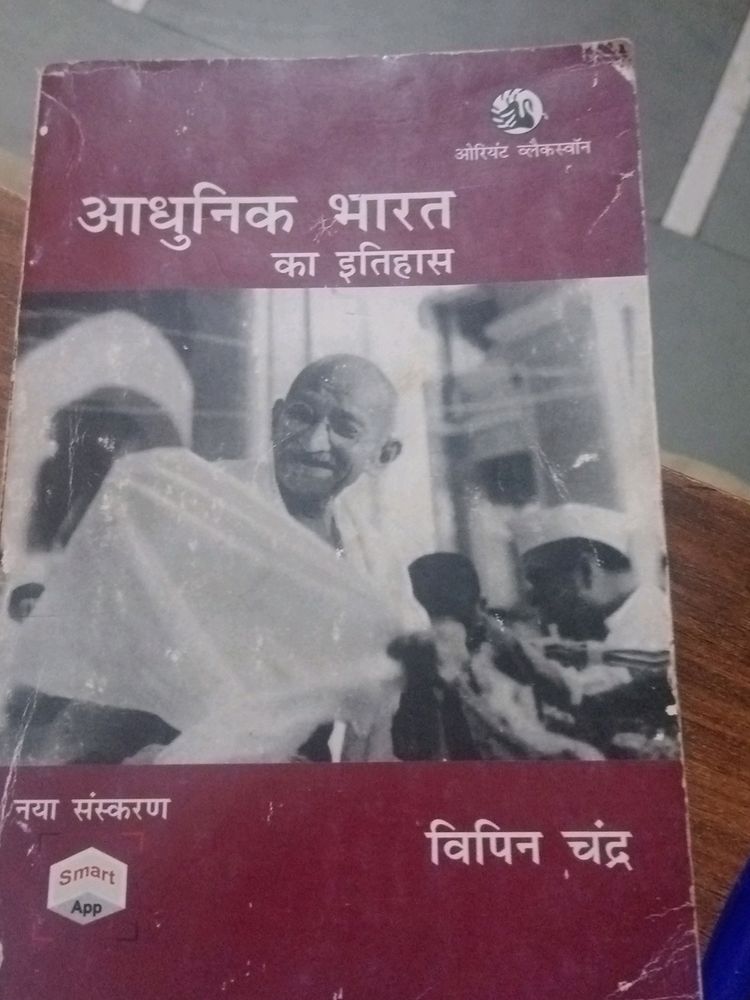 ओरियंट ब्लैकस्वॉन
आधुनिक भारत
का इतिहास
नया संस्करण
विपिन चंद्र
Smart
App